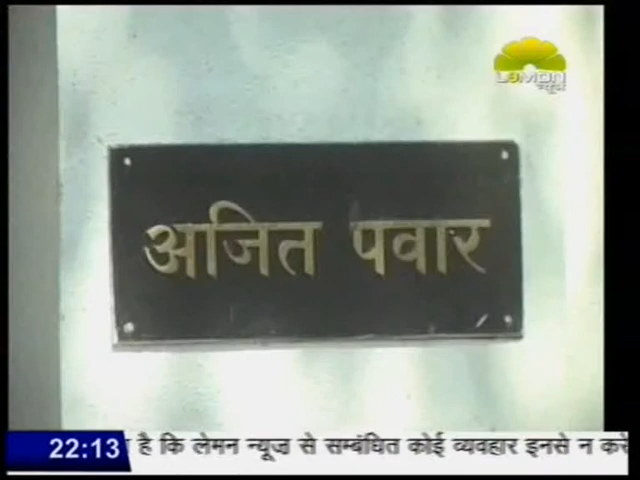 LEMON
न्यूज़
अजित पवार
22:13
है कि लेमन न्यूज़ से सम्बंधित कोई व्यवहार इनसे न करे